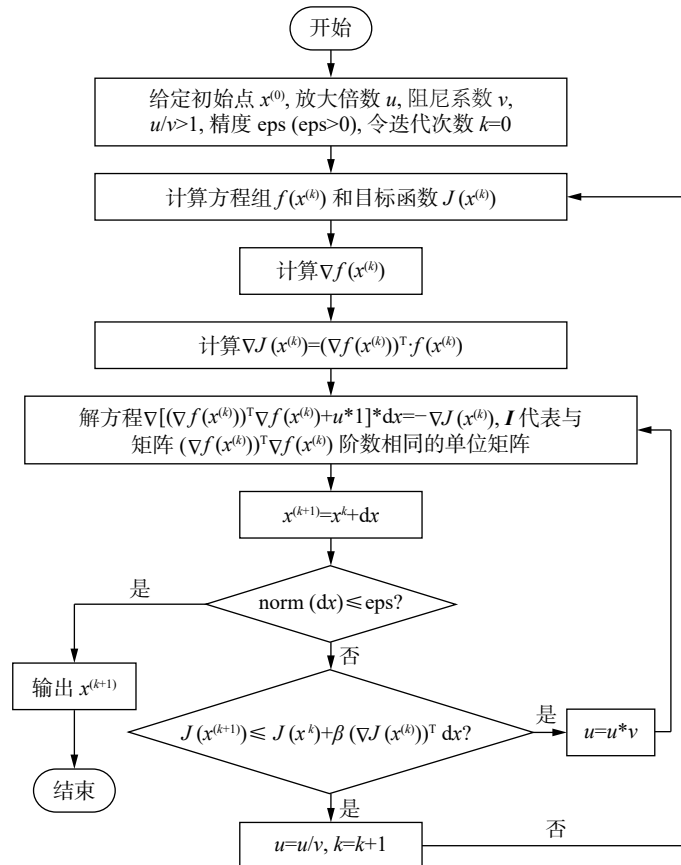 开始
给定初始点 x⁽⁰⁾, 放大倍数 u, 阻尼系数 v,
u/v>1, 精度 eps (eps>0), 令迭代次数 k=0
计算方程组 f(x⁽ᵏ⁾) 和目标函数 J(x⁽ᵏ⁾)
计算∇f(x⁽ᵏ⁾)
计算∇J(x⁽ᵏ⁾)=(∇f(x⁽ᵏ⁾))ᵀ·f(x⁽ᵏ⁾)
解方程∇[(∇f(x⁽ᵏ⁾))ᵀ∇f(x⁽ᵏ⁾)+u*1]*dx=−∇J(x⁽ᵏ⁾), I 代表与
矩阵 (∇f(x⁽ᵏ⁾))ᵀ∇f(x⁽ᵏ⁾) 阶数相同的单位矩阵
x⁽ᵏ⁺¹⁾=xᵏ+dx
是
norm (dx)≤eps?
否
输出 x⁽ᵏ⁺¹⁾
J(x⁽ᵏ⁺¹⁾)≤J(xᵏ)+β(∇J(x⁽ᵏ⁾))ᵀ dx?
是
u=u*v
结束
是
u=u/v, k=k+1
否